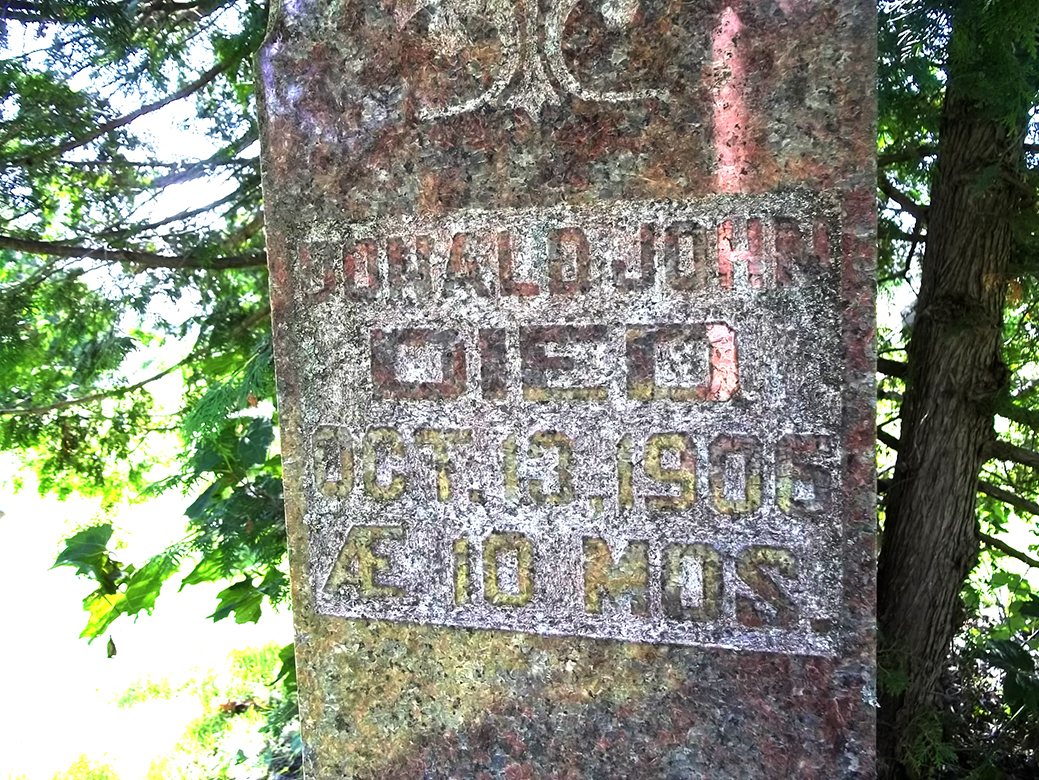 DONALD JOHN
DIED
OCT. 13, 1906
Æ 10 MOS.